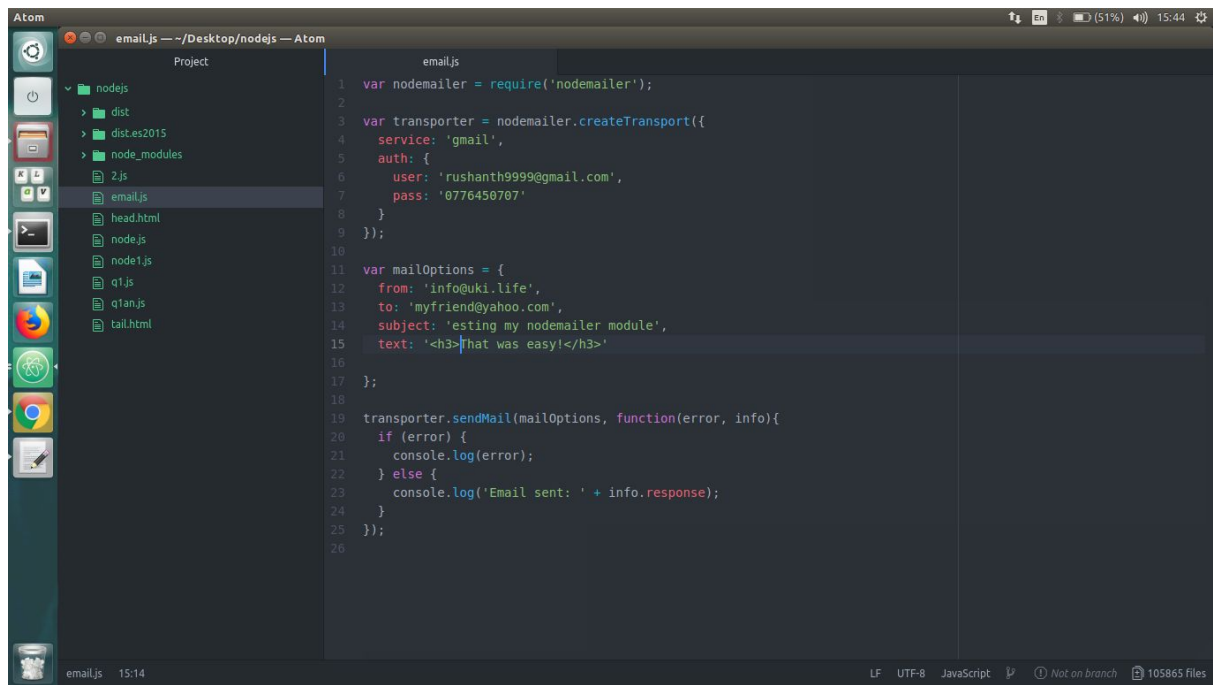 Atom
En
(51%)
15:44
email.js — ~/Desktop/nodejs — Atom
Project
nodejs
dist
dist.es2015
node_modules
2.js
email.js
head.html
node.js
node1.js
q1.js
q1an.js
tail.html
email.js
1 var nodemailer = require('nodemailer');
2
3 var transporter = nodemailer.createTransport({
4 service: 'gmail',
5 auth: {
6 user: 'rushanth9999@gmail.com',
7 pass: '0776450707'
8 }
9 });
10
11 var mailOptions = {
12 from: 'info@uki.life',
13 to: 'myfriend@yahoo.com',
14 subject: 'esting my nodemailer module',
15 text: '<h3>That was easy!</h3>'
16
17 };
18
19 transporter.sendMail(mailOptions, function(error, info){
20 if (error) {
21 console.log(error);
22 } else {
23 console.log('Email sent: ' + info.response);
24 }
25 });
26
K L
a V
>_
email.js 15:14
LF UTF-8 JavaScript Not on branch 105865 files